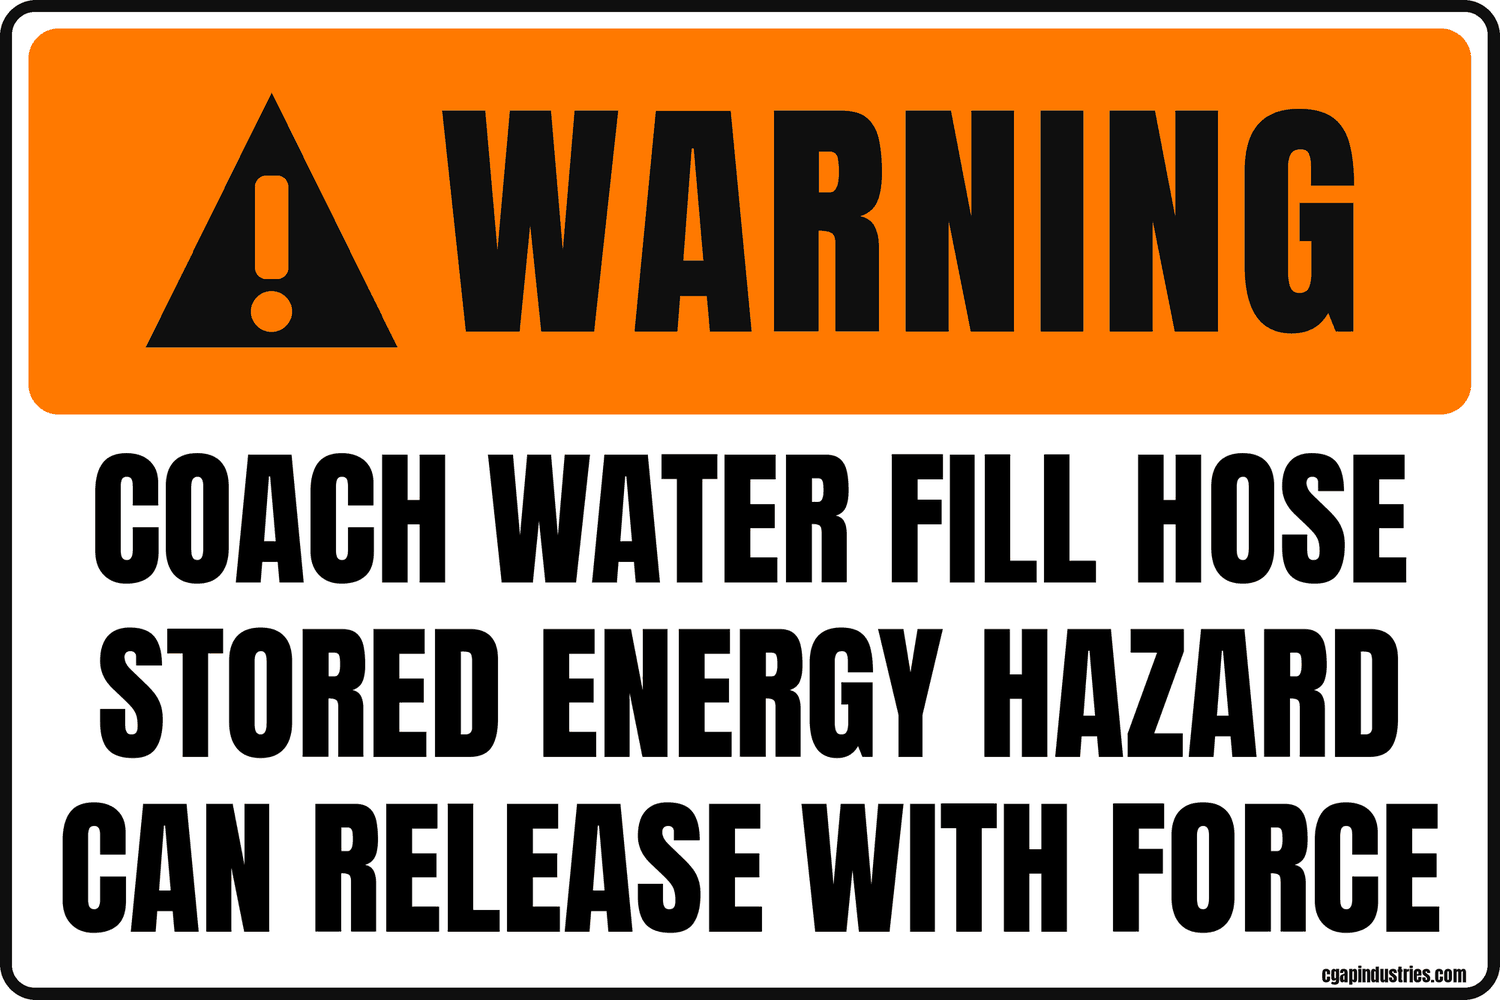 WARNING
COACH WATER FILL HOSE
STORED ENERGY HAZARD
CAN RELEASE WITH FORCE
cgapindustries.com